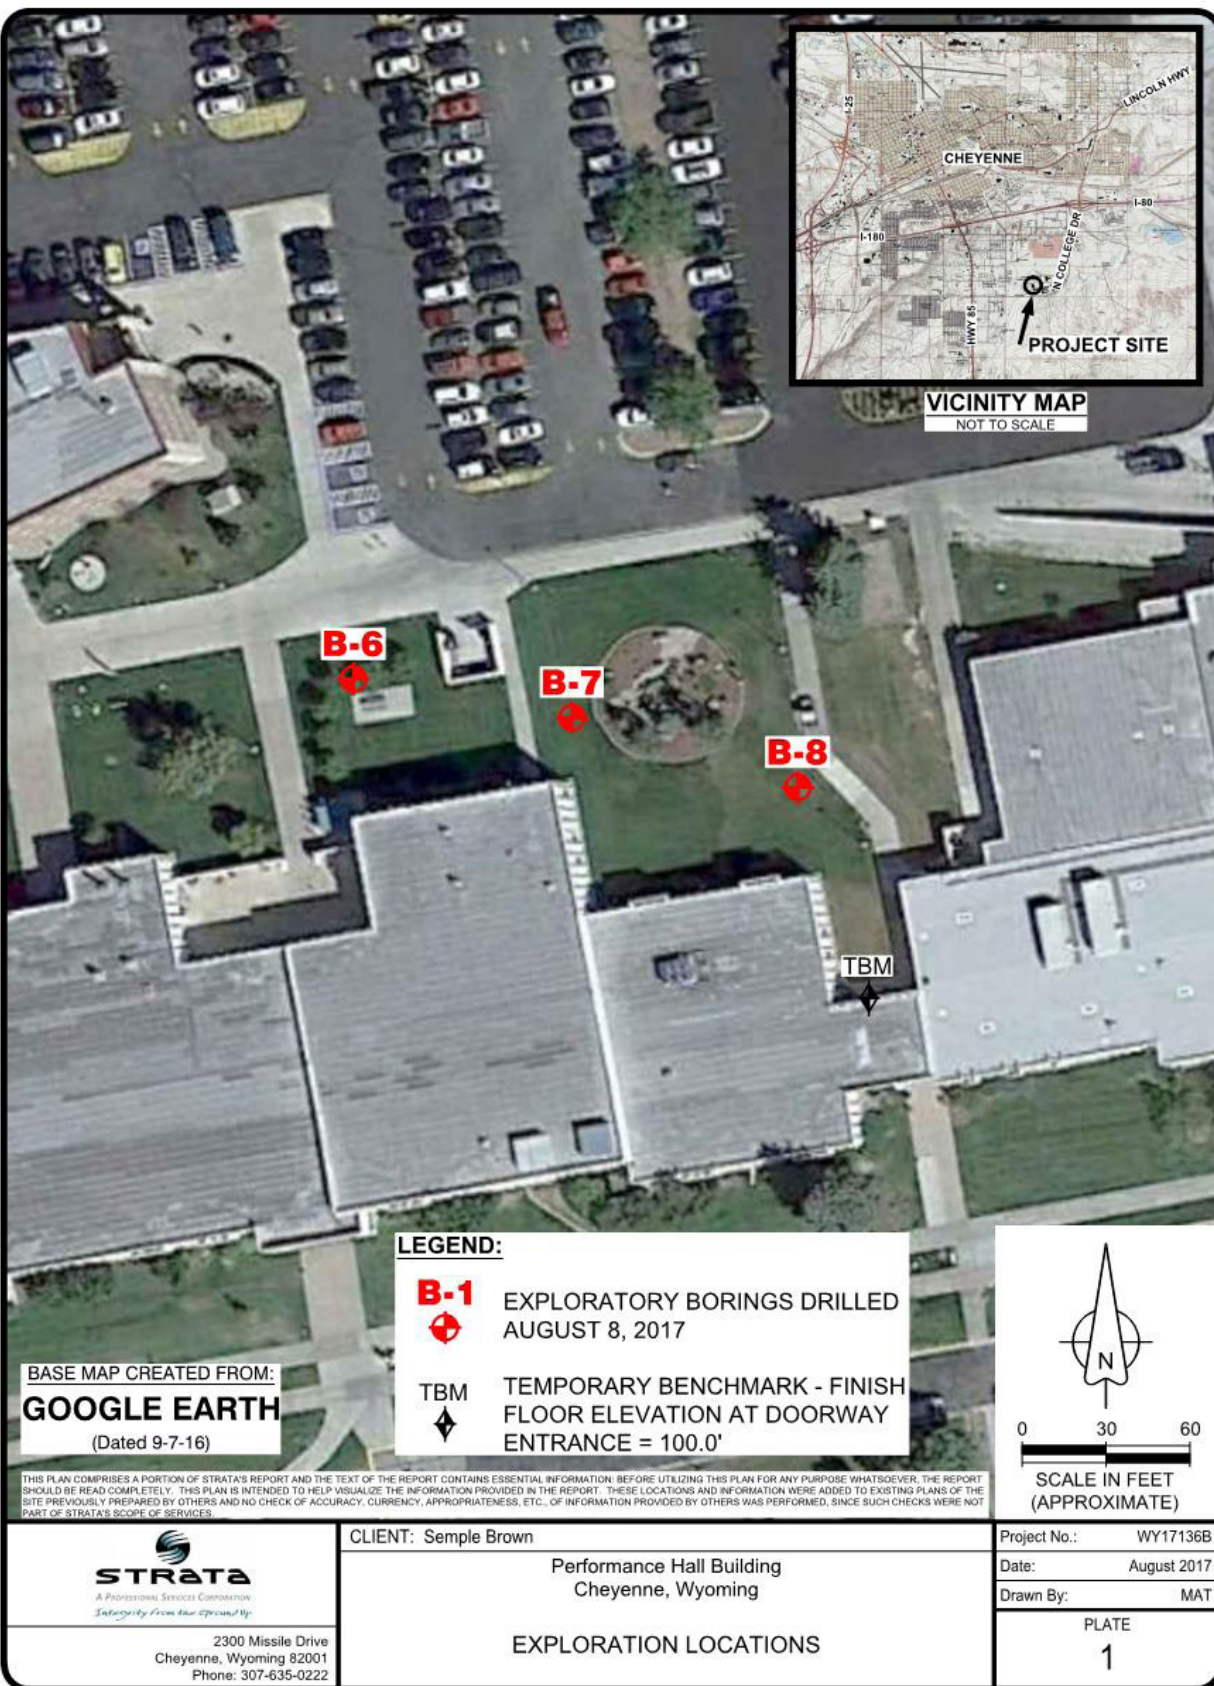 I-25
LINCOLN HWY
CHEYENNE
I-80
I-180
N COLLEGE DR
HWY 85
PROJECT SITE
VICINITY MAP
NOT TO SCALE
B-6
B-7
B-8
TBM
LEGEND:
B-1
EXPLORATORY BORINGS DRILLED
AUGUST 8, 2017
TBM
TEMPORARY BENCHMARK - FINISH
FLOOR ELEVATION AT DOORWAY
ENTRANCE = 100.0'
BASE MAP CREATED FROM:
GOOGLE EARTH
(Dated 9-7-16)
N
0 30 60
SCALE IN FEET
(APPROXIMATE)
THIS PLAN COMPRISES A PORTION OF STRATA'S REPORT AND THE TEXT OF THE REPORT CONTAINS ESSENTIAL INFORMATION: BEFORE UTILIZING THIS PLAN FOR ANY PURPOSE WHATSOEVER, THE REPORT
SHOULD BE READ COMPLETELY. THIS PLAN IS INTENDED TO HELP VISUALIZE THE INFORMATION PROVIDED IN THE REPORT. THESE LOCATIONS AND INFORMATION WERE ADDED TO EXISTING PLANS OF THE
SITE PREVIOUSLY PREPARED BY OTHERS AND NO CHECK OF ACCURACY, CURRENCY, APPROPRIATENESS, ETC., OF INFORMATION PROVIDED BY OTHERS WAS PERFORMED, SINCE SUCH CHECKS WERE NOT
PART OF STRATA'S SCOPE OF SERVICES.
STRATA
A PROFESSIONAL SERVICES CORPORATION
Integrity from the Ground Up
2300 Missile Drive
Cheyenne, Wyoming 82001
Phone: 307-635-0222
CLIENT: Semple Brown
Performance Hall Building
Cheyenne, Wyoming
EXPLORATION LOCATIONS
Project No.: WY17136B
Date: August 2017
Drawn By: MAT
PLATE
1